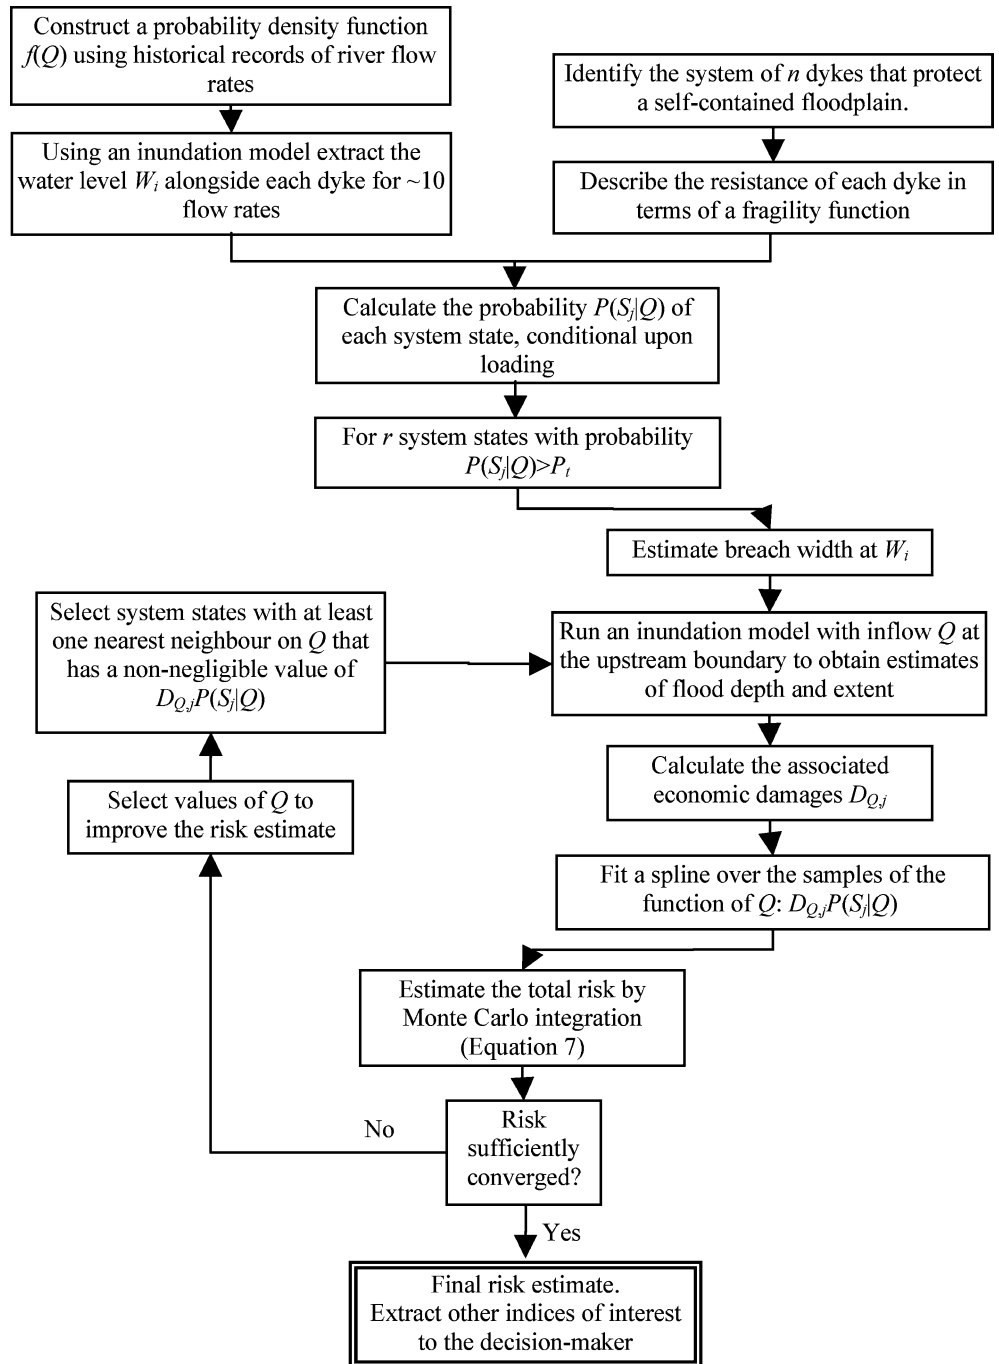 Construct a probability density function
f(Q) using historical records of river flow
rates
Identify the system of n dykes that protect
a self-contained floodplain.
Using an inundation model extract the
water level Wi alongside each dyke for ~10
flow rates
Describe the resistance of each dyke in
terms of a fragility function
Calculate the probability P(Sj|Q) of
each system state, conditional upon
loading
For r system states with probability
P(Sj|Q)>Pt
Estimate breach width at Wi
Select system states with at least
one nearest neighbour on Q that
has a non-negligible value of
DQ,jP(Sj|Q)
Run an inundation model with inflow Q at
the upstream boundary to obtain estimates
of flood depth and extent
Select values of Q to
improve the risk estimate
Calculate the associated
economic damages DQ,j
Fit a spline over the samples of the
function of Q: DQ,jP(Sj|Q)
Estimate the total risk by
Monte Carlo integration
(Equation 7)
Risk
sufficiently
converged?
No
Yes
Final risk estimate.
Extract other indices of interest
to the decision-maker